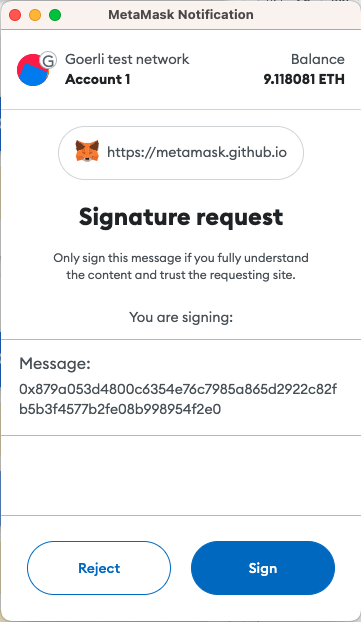 MetaMask Notification
G
Goerli test network
Balance
Account 1
9.118081 ETH
https://metamask.github.io
Signature request
Only sign this message if you fully understand
the content and trust the requesting site.
You are signing:
Message:
0x879a053d4800c6354e76c7985a865d2922c82f
b5b3f4577b2fe08b998954f2e0
Reject
Sign